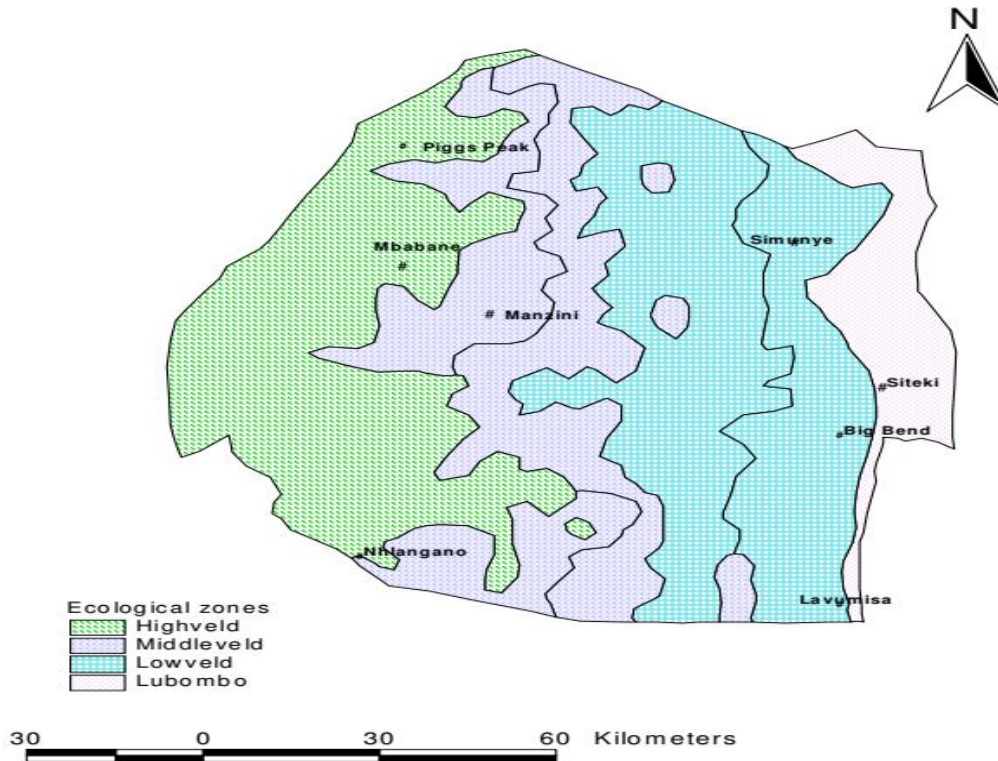 N
# Piggs Peak
Mbabane
#
Simunye
#
# Manzini
# Siteki
# Big Bend
# Nhlangano
Lavumisa
#
Ecological zones
Highveld
Middleveld
Lowveld
Lubombo
30 0 30 60 Kilometers